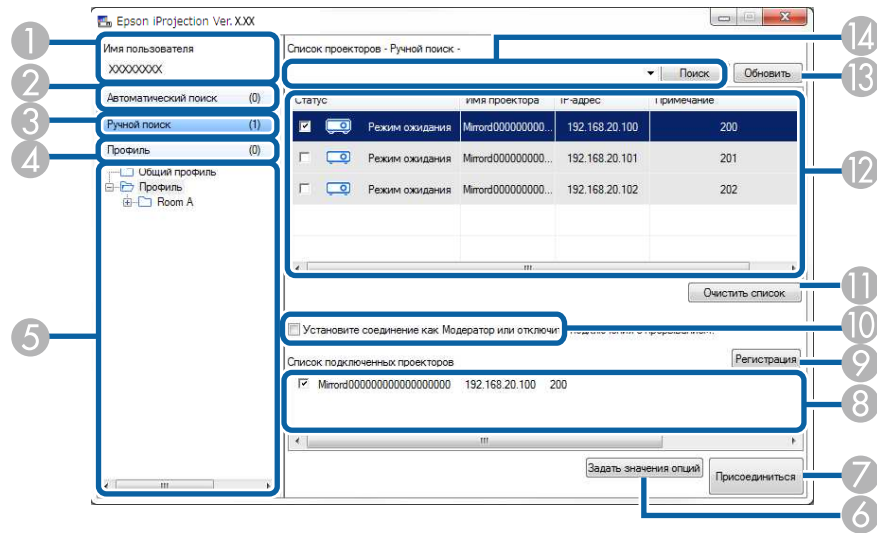 Epson iProjection Ver. X.XX
1
Имя пользователя
XXXXXXXX
2
Автоматический поиск (0)
3
Ручной поиск (1)
4
Профиль (0)
5
Общий профиль
Профиль
Room A
Список проекторов - Ручной поиск -
14
Поиск
Обновить
13
Статус Имя проектора IP-адрес Примечание
Режим ожидания Mirrord000000000... 192.168.20.100 200
Режим ожидания Mirrord000000000... 192.168.20.101 201
Режим ожидания Mirrord000000000... 192.168.20.102 202
12
Очистить список
11
Установите соединение как Модератор или отключит
10
Список подключенных проекторов
Регистрация
9
Mirrord000000000000000000 192.168.20.100 200
8
Задать значения опций
Присоединиться
7
6